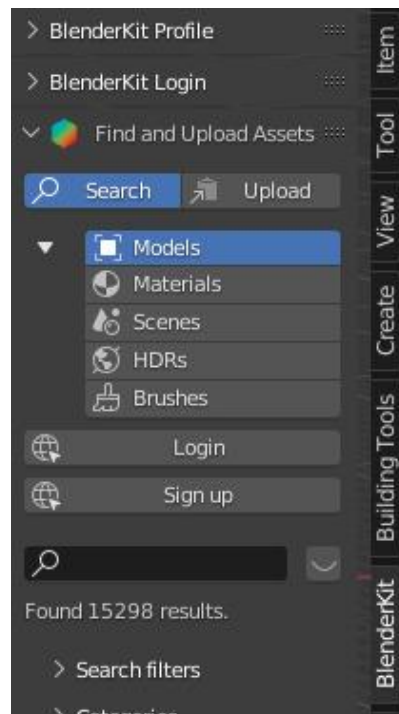 BlenderKit Profile
BlenderKit Login
Find and Upload Assets
Search
Upload
Models
Materials
Scenes
HDRs
Brushes
Login
Sign up
Found 15298 results.
Search filters
Categories
Item
Tool
View
Create
Building Tools
BlenderKit